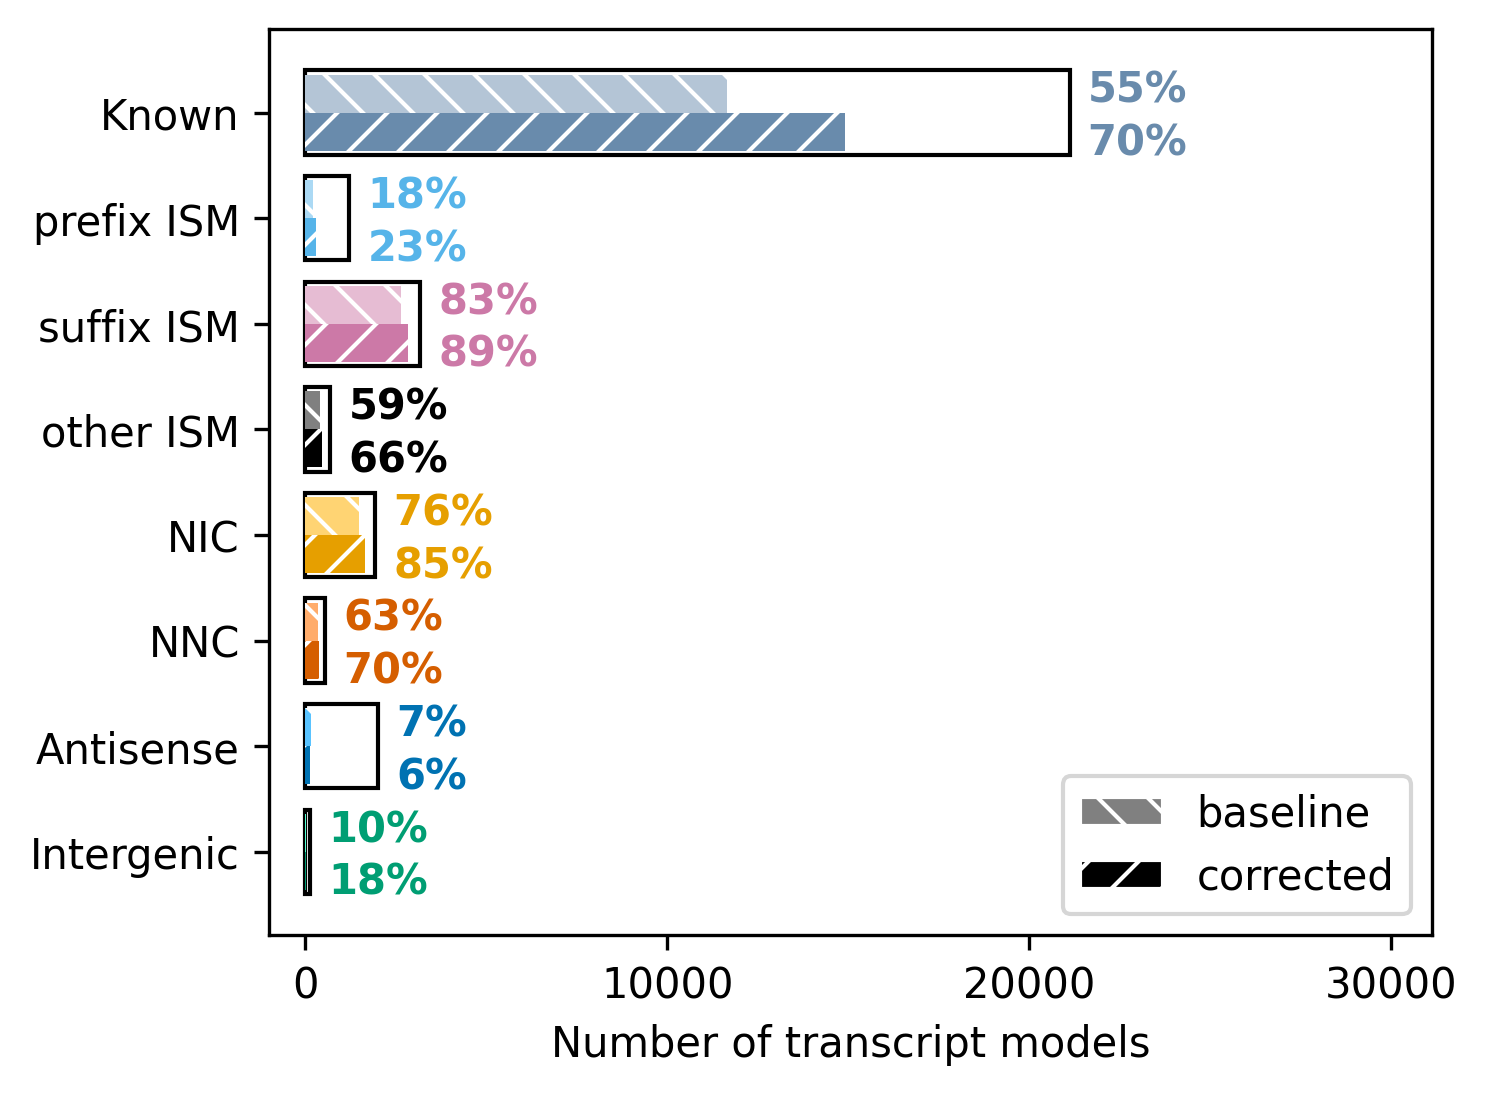 Known
55%
70%
prefix ISM
18%
23%
suffix ISM
83%
89%
other ISM
59%
66%
NIC
76%
85%
NNC
63%
70%
Antisense
7%
6%
Intergenic
10%
18%
baseline
corrected
0 10000 20000 30000
Number of transcript models